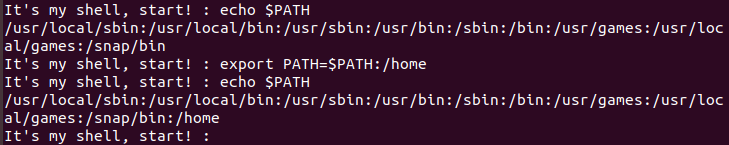 It's my shell, start! : echo $PATH
/usr/local/sbin:/usr/local/bin:/usr/sbin:/usr/bin:/sbin:/bin:/usr/games:/usr/loc
al/games:/snap/bin
It's my shell, start! : export PATH=$PATH:/home
It's my shell, start! : echo $PATH
/usr/local/sbin:/usr/local/bin:/usr/sbin:/usr/bin:/sbin:/bin:/usr/games:/usr/loc
al/games:/snap/bin:/home
It's my shell, start! :